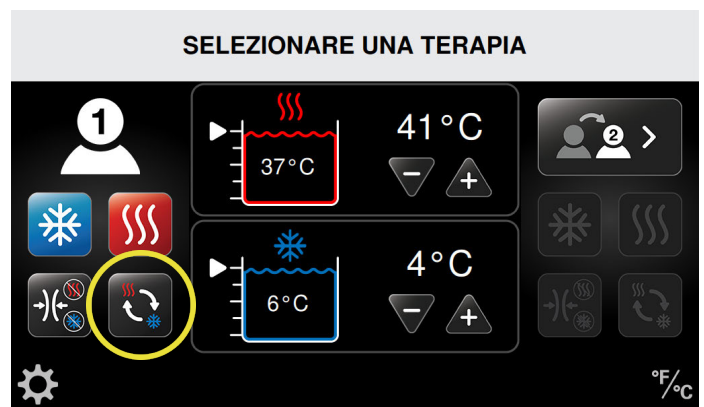 SELEZIONARE UNA TERAPIA
1
41°C
37°C
2
4°C
6°C
°F/°C